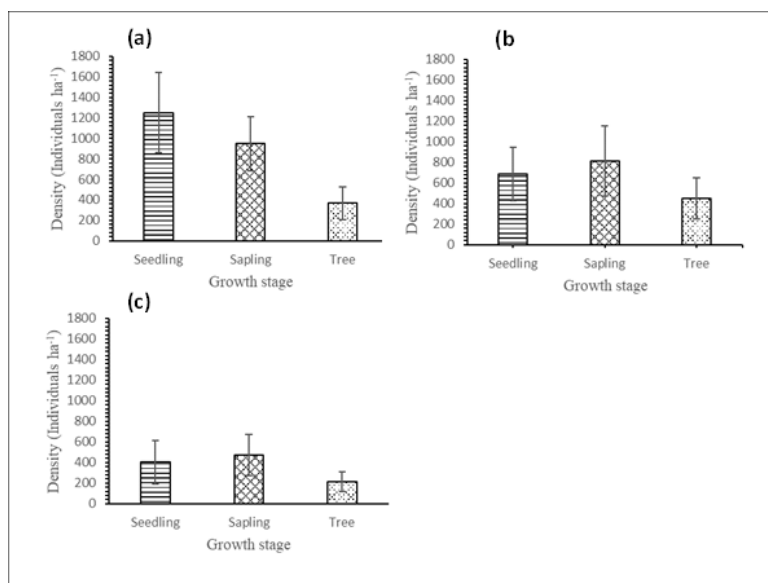 (a)
Density (Individuals ha⁻¹)
1800
1600
1400
1200
1000
800
600
400
200
0
Seedling Sapling Tree
Growth stage
(b)
Density (Individuals ha⁻¹)
1800
1600
1400
1200
1000
800
600
400
200
0
Seedling Sapling Tree
Growth stage
(c)
Density (Individuals ha⁻¹)
1800
1600
1400
1200
1000
800
600
400
200
0
Seedling Sapling Tree
Growth stage